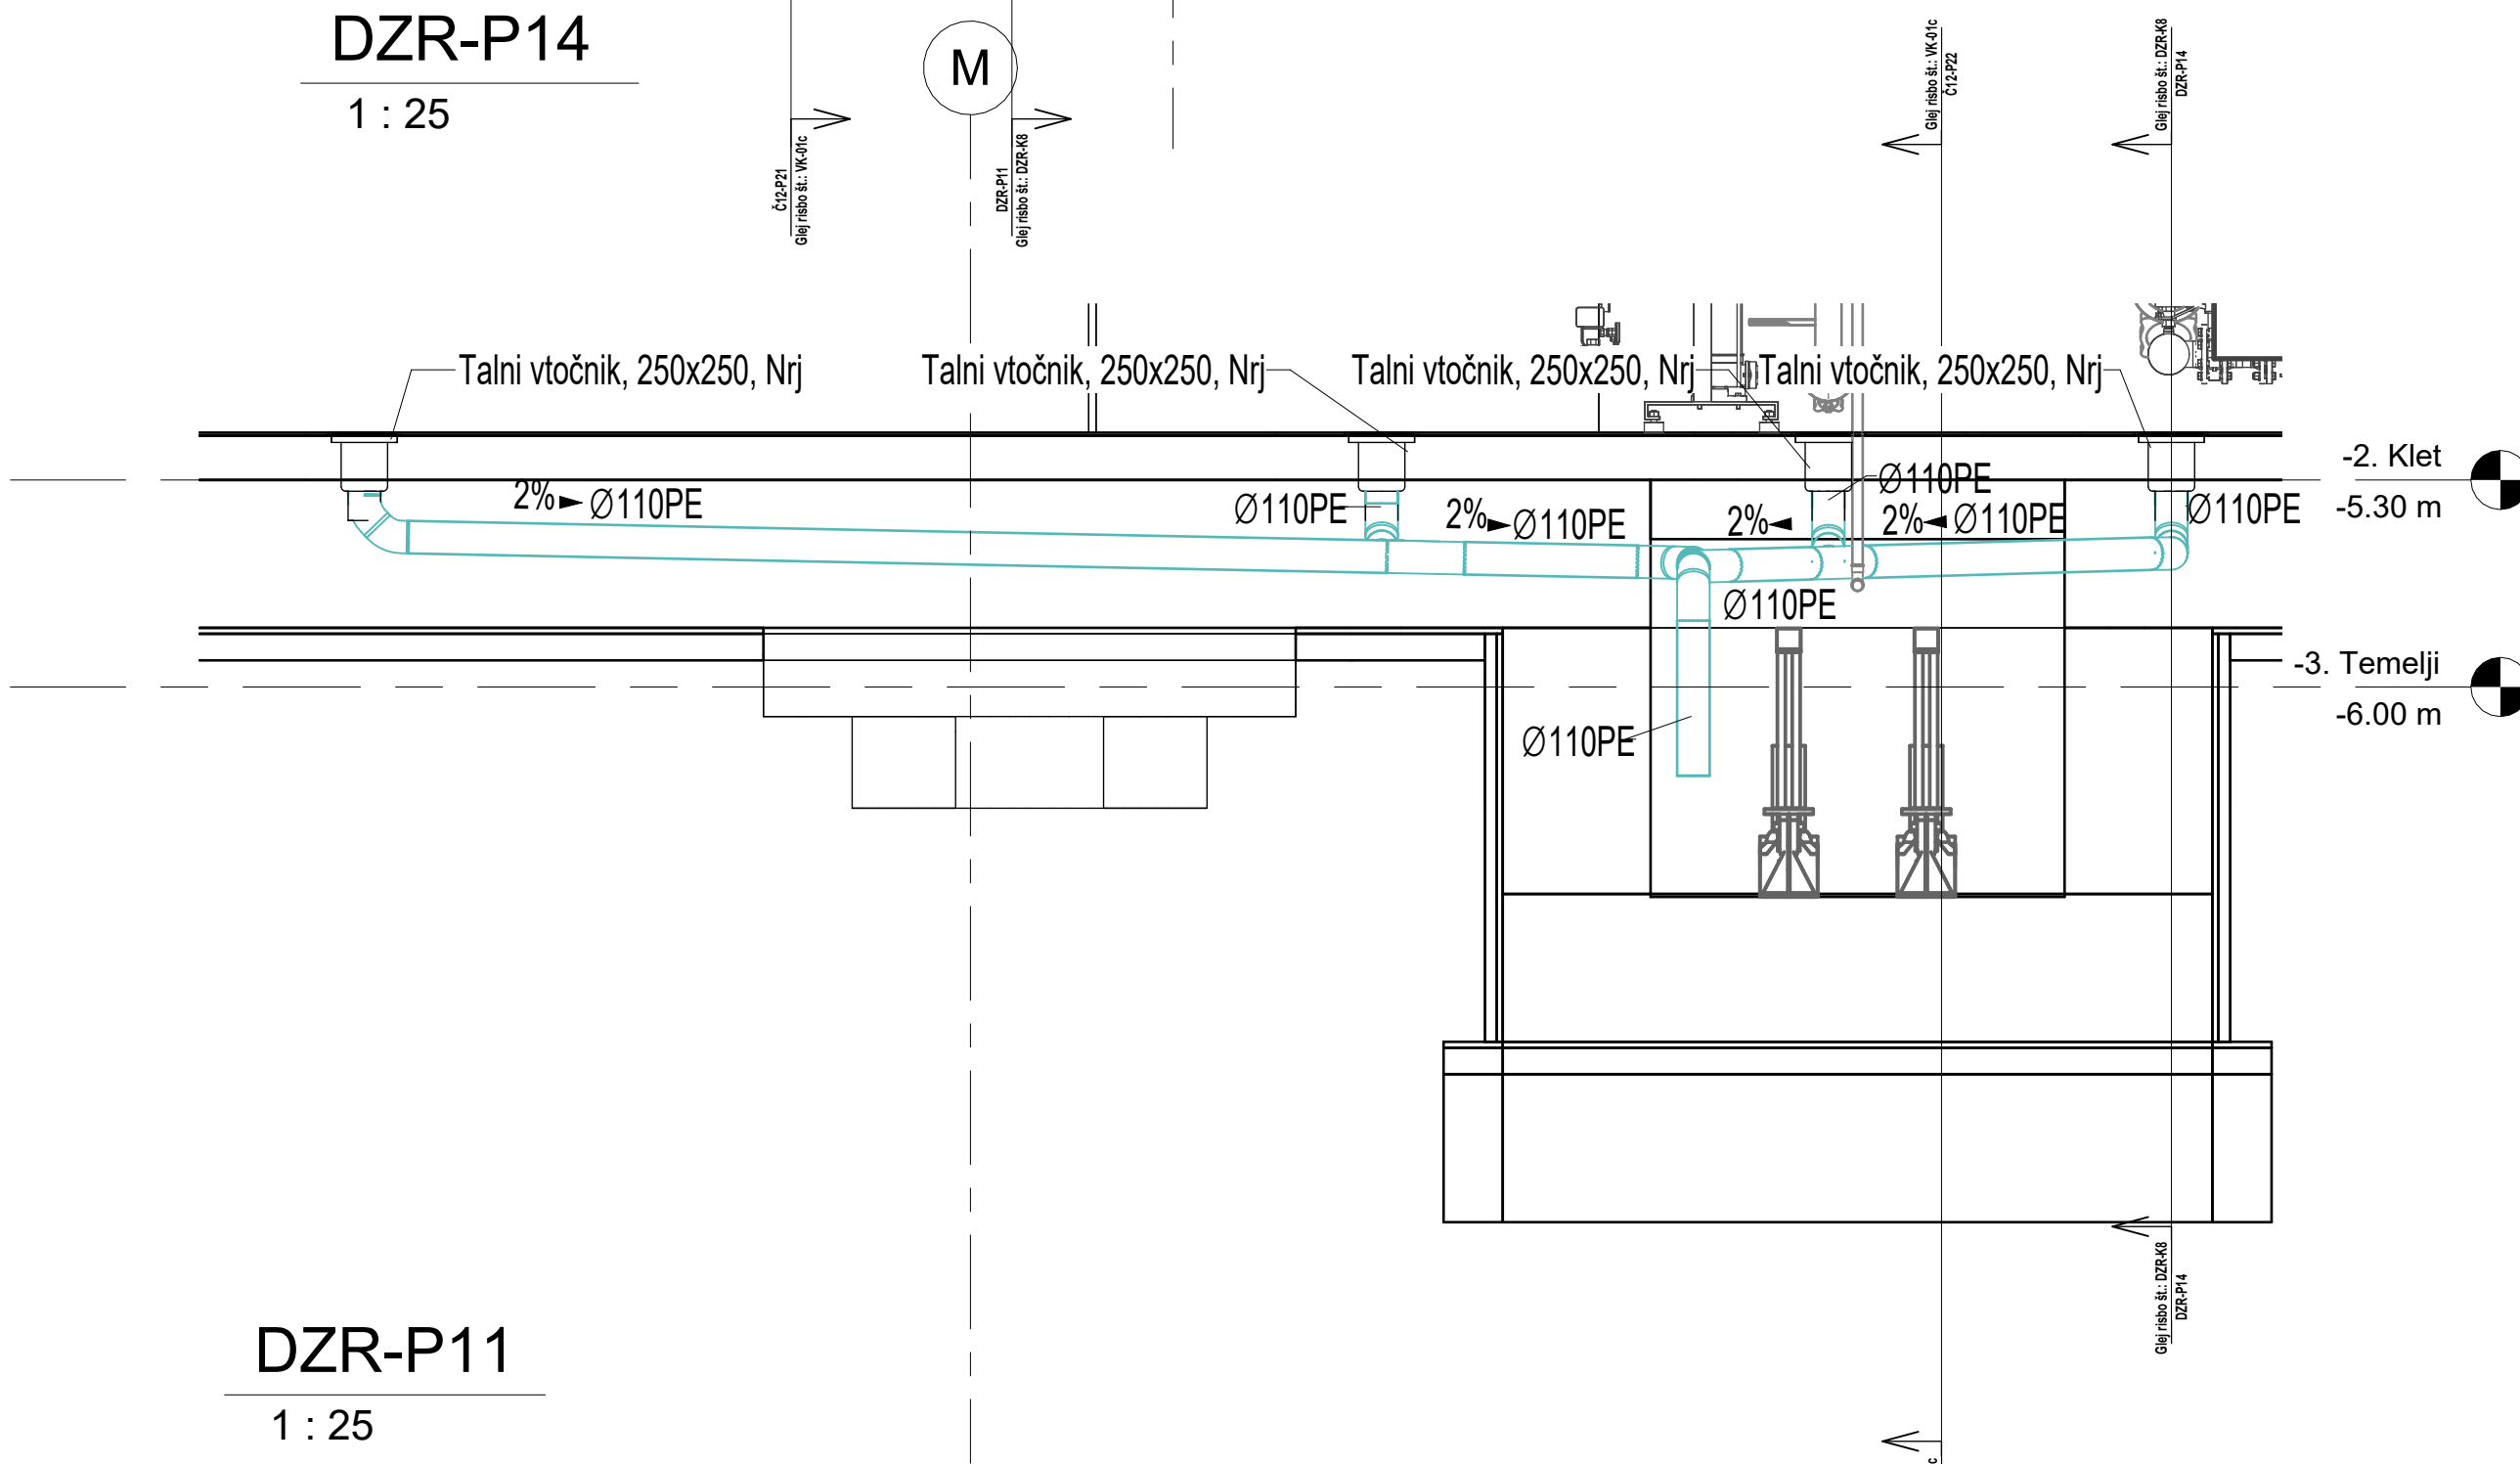 DZR-P14
1 : 25
M
Č12-P21
Glej risbo št.: VK-01c
DZR-P11
Glej risbo št.: DZR-K8
Glej risbo št.: VK-01c
Č12-P22
Glej risbo št.: DZR-K8
DZR-P14
Talni vtočnik, 250x250, Nrj
Talni vtočnik, 250x250, Nrj
Talni vtočnik, 250x250, Nrj
Talni vtočnik, 250x250, Nrj
-2. Klet
-5.30 m
2% Ø110PE
Ø110PE
2% Ø110PE
Ø110PE
2%
2% Ø110PE
Ø110PE
Ø110PE
-3. Temelji
-6.00 m
Ø110PE
Glej risbo št.: DZR-K8
DZR-P14
DZR-P11
1 : 25
c